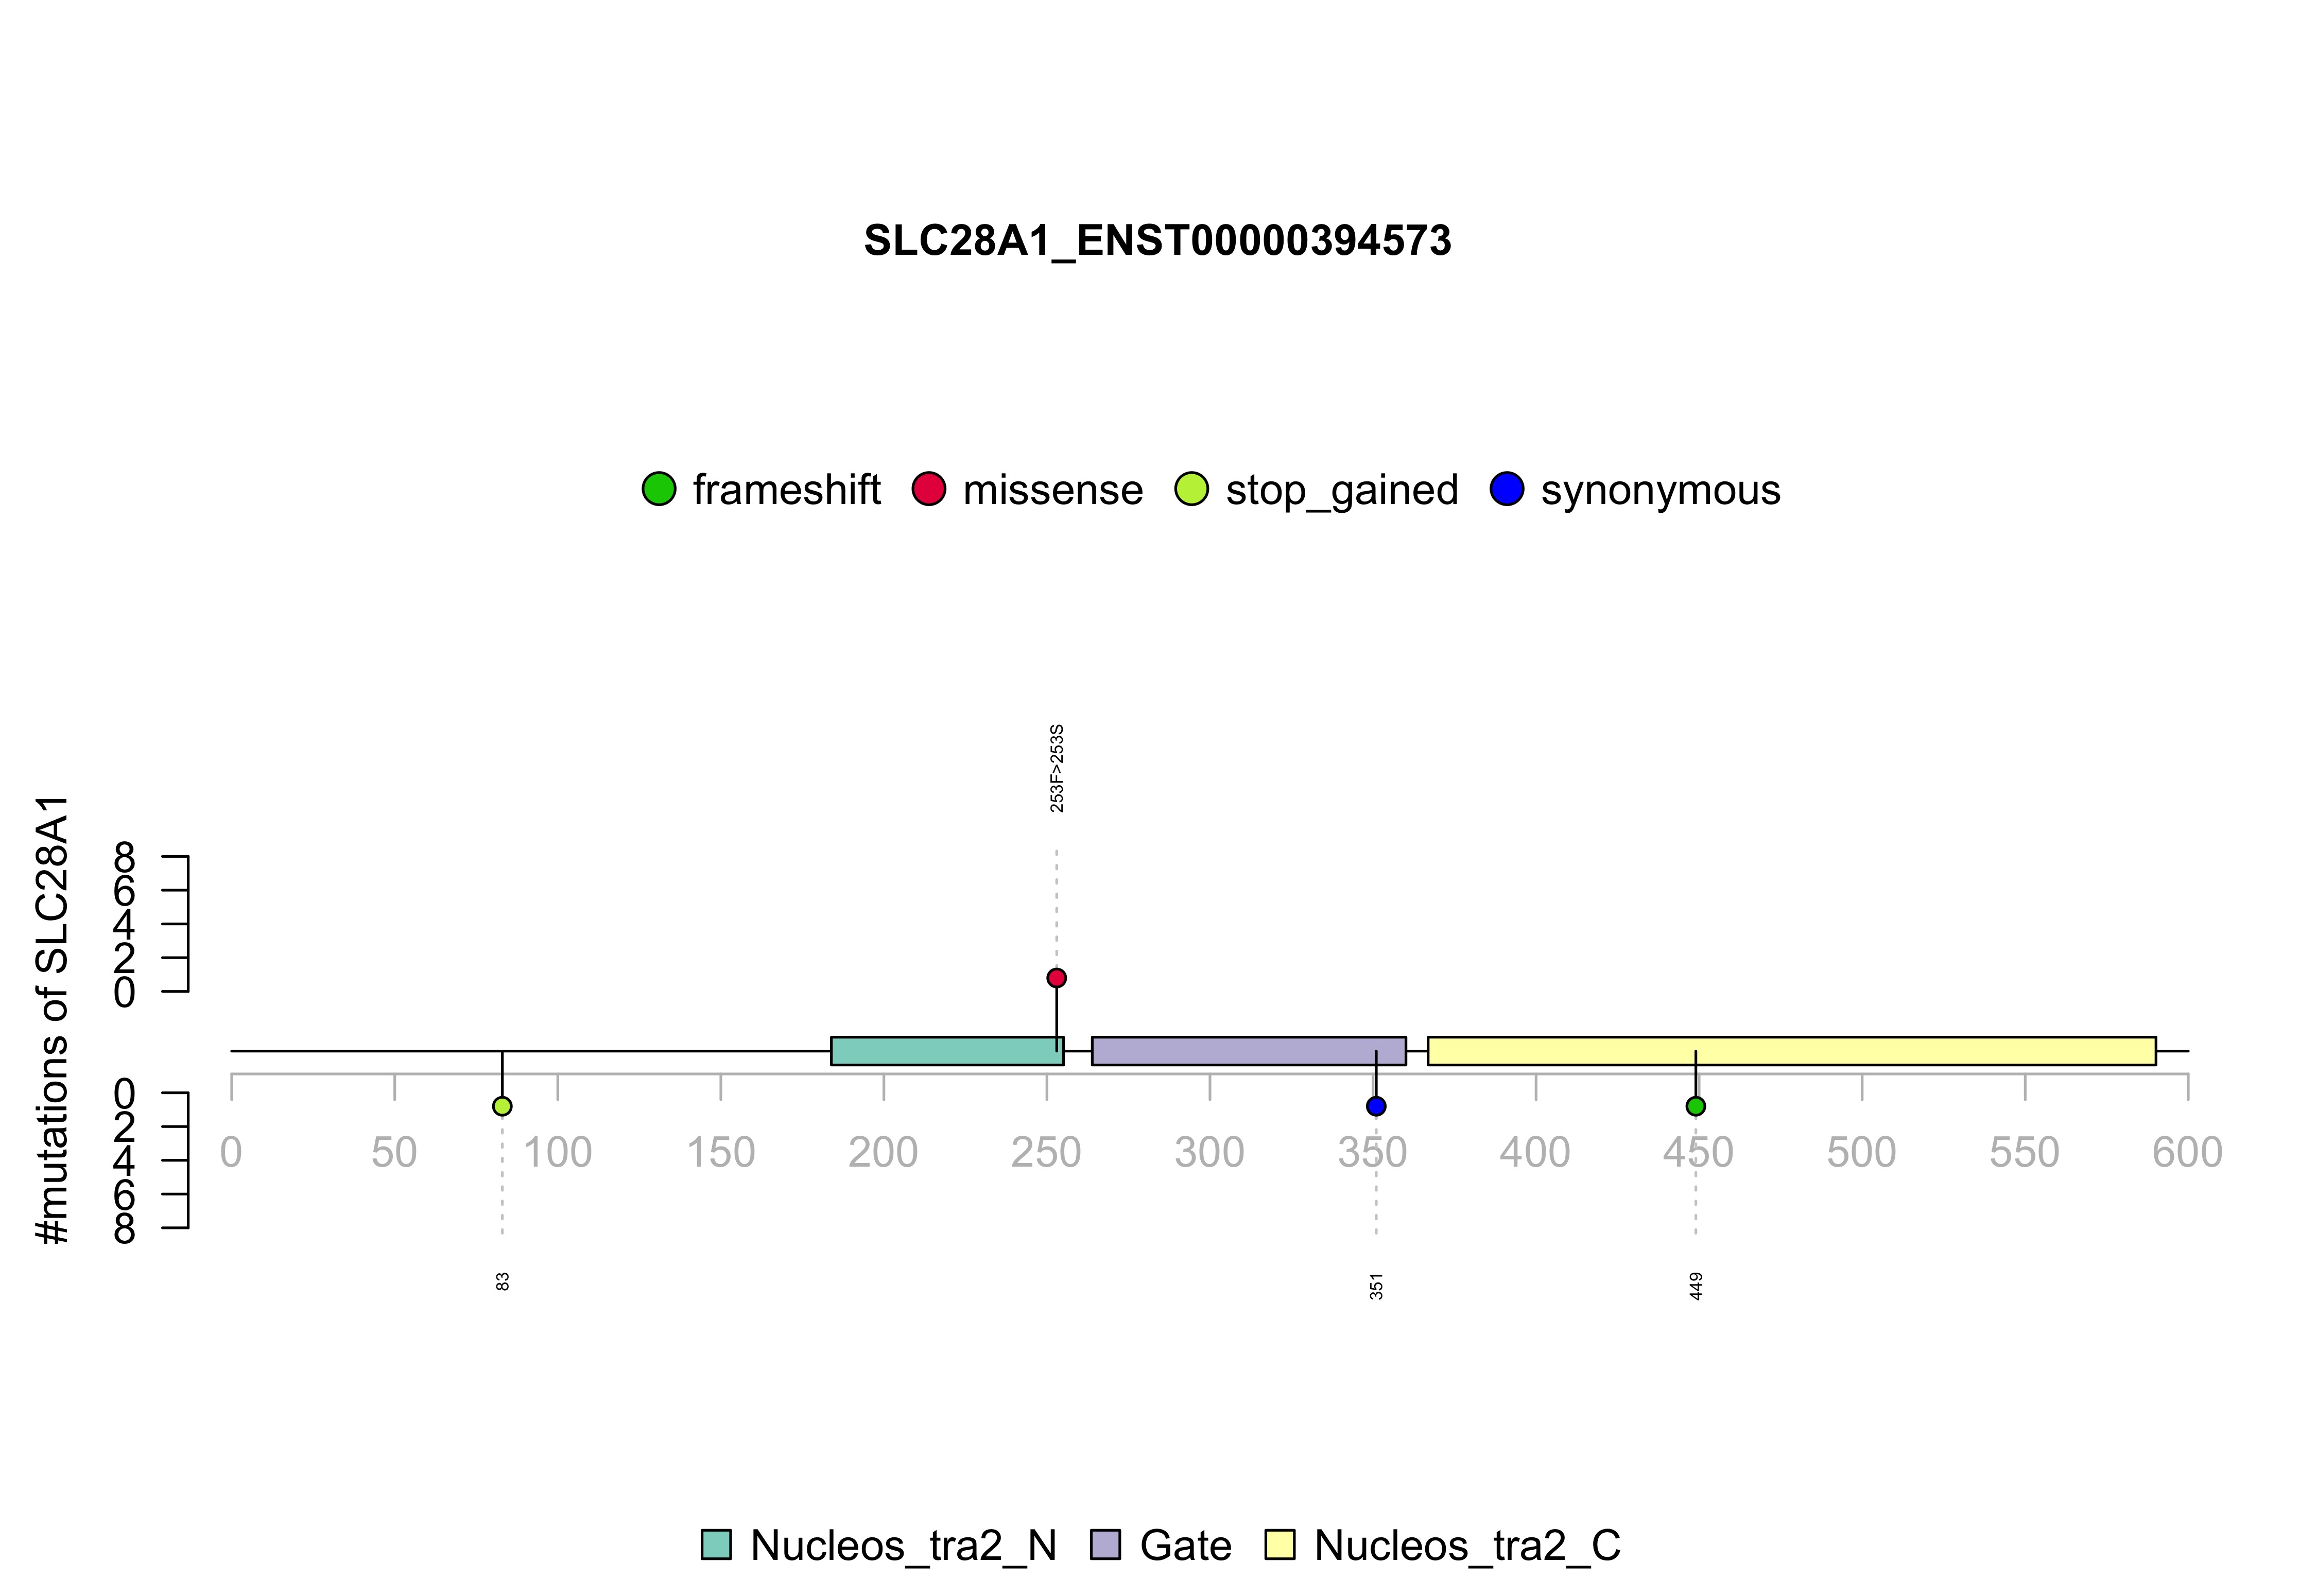 SLC28A1_ENST00000394573
frameshift missense stop_gained synonymous
253F>253S
#mutations of SLC28A1
8
6
4
2
0
0
2
4
6
8
0 50 100 150 200 250 300 350 400 450 500 550 600
83 351 449
Nucleos_tra2_N Gate Nucleos_tra2_C